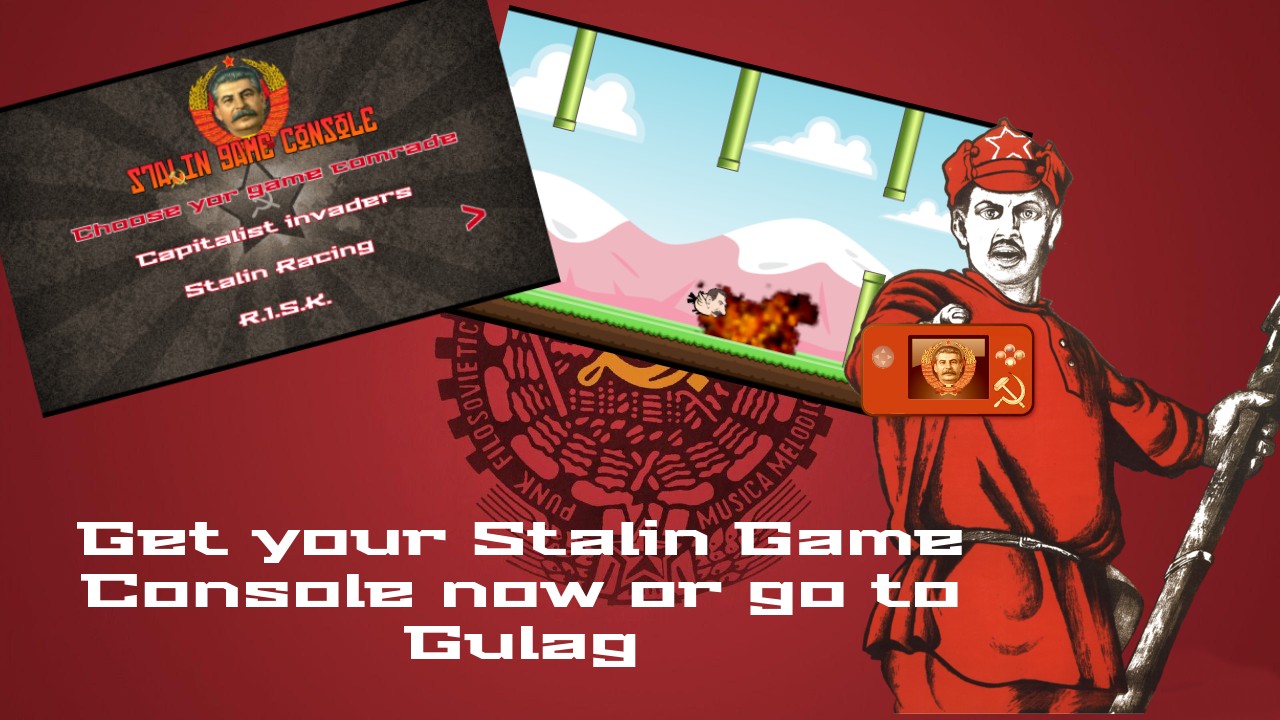 STALIN GAME CONSOLE
Choose yor game comrade
Capitalist invaders
Stalin Racing
R.I.S.K.
>
PUNK FILOSOVIETICO
MUSICA MELODI
Get your Stalin Game
Console now or go to
Gulag